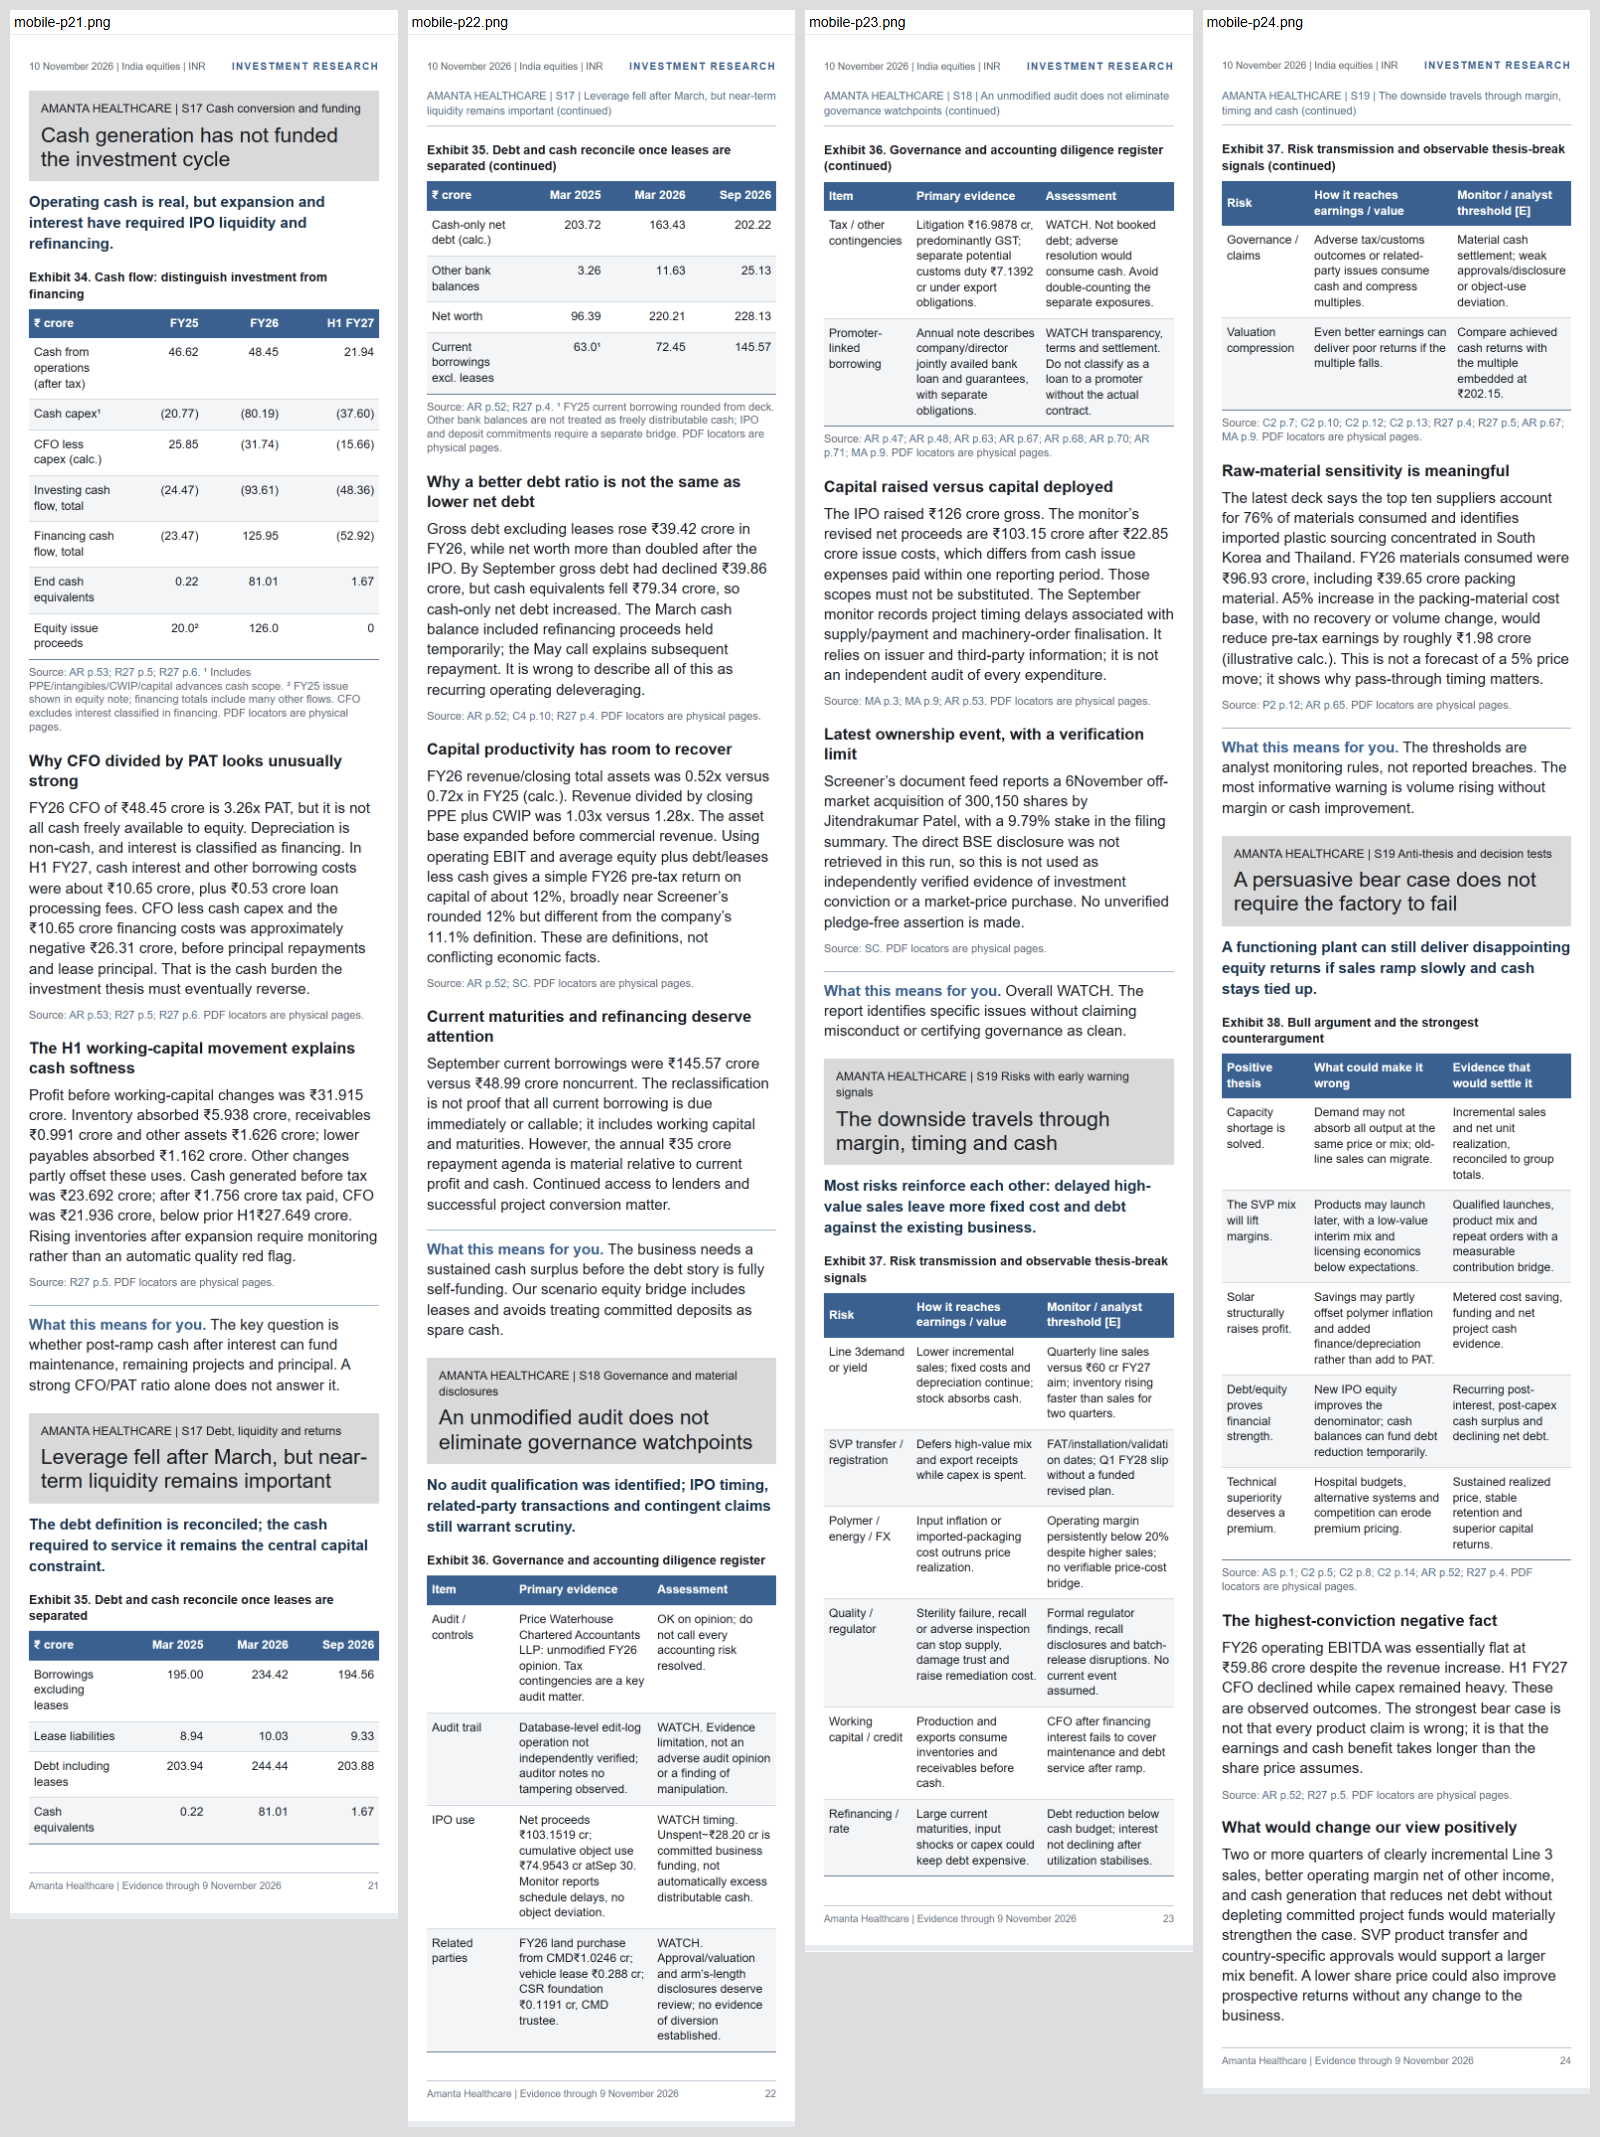 mobile-p21.png
10 November 2026 | India equities | INR INVESTMENT RESEARCH
AMANTA HEALTHCARE | S17 Cash conversion and funding
Cash generation has not funded
the investment cycle
Operating cash is real, but expansion and
interest have required IPO liquidity and
refinancing.
Exhibit 34. Cash flow: distinguish investment from
financing
₹ crore FY25 FY26 H1 FY27
Cash from 46.62 48.45 21.94
operations
(after tax)
Cash capex¹ (20.77) (80.19) (37.60)
CFO less 25.85 (31.74) (15.66)
capex (calc.)
Investing cash (24.47) (93.61) (48.36)
flow, total
Financing cash (23.47) 125.95 (52.92)
flow, total
End cash 0.22 81.01 1.67
equivalents
Equity issue 20.0² 126.0 0
proceeds
Source: AR p.53; R27 p.5; R27 p.6. ¹ Includes
PPE/intangibles/CWIP/capital advances cash scope. ² FY25 issue
shown in equity note; financing totals include many other flows. CFO
excludes interest classified in financing. PDF locators are physical
pages.
Why CFO divided by PAT looks unusually
strong
FY26 CFO of ₹48.45 crore is 3.26x PAT, but it is not
all cash freely available to equity. Depreciation is
non-cash, and interest is classified as financing. In
H1 FY27, cash interest and other borrowing costs
were about ₹10.65 crore, plus ₹0.53 crore loan
processing fees. CFO less cash capex and the
₹10.65 crore financing costs was approximately
negative ₹26.31 crore, before principal repayments
and lease principal. That is the cash burden the
investment thesis must eventually reverse.
Source: AR p.53; R27 p.5; R27 p.6. PDF locators are physical pages.
The H1 working-capital movement explains
cash softness
Profit before working-capital changes was ₹31.915
crore. Inventory absorbed ₹5.938 crore, receivables
₹0.991 crore and other assets ₹1.626 crore; lower
payables absorbed ₹1.162 crore. Other changes
partly offset these uses. Cash generated before tax
was ₹23.692 crore; after ₹1.756 crore tax paid, CFO
was ₹21.936 crore, below prior H1₹27.649 crore.
Rising inventories after expansion require monitoring
rather than an automatic quality red flag.
Source: R27 p.5. PDF locators are physical pages.
What this means for you. The key question is
whether post-ramp cash after interest can fund
maintenance, remaining projects and principal. A
strong CFO/PAT ratio alone does not answer it.
AMANTA HEALTHCARE | S17 Debt, liquidity and returns
Leverage fell after March, but near-
term liquidity remains important
The debt definition is reconciled; the cash
required to service it remains the central capital
constraint.
Exhibit 35. Debt and cash reconcile once leases are
separated
₹ crore Mar 2025 Mar 2026 Sep 2026
Borrowings 195.00 234.42 194.56
excluding
leases
Lease liabilities 8.94 10.03 9.33
Debt including 203.94 244.44 203.88
leases
Cash 0.22 81.01 1.67
equivalents
Amanta Healthcare | Evidence through 9 November 2026 21
mobile-p22.png
10 November 2026 | India equities | INR INVESTMENT RESEARCH
AMANTA HEALTHCARE | S17 | Leverage fell after March, but near-term
liquidity remains important (continued)
Exhibit 35. Debt and cash reconcile once leases are
separated (continued)
₹ crore Mar 2025 Mar 2026 Sep 2026
Cash-only net 203.72 163.43 202.22
debt (calc.)
Other bank 3.26 11.63 25.13
balances
Net worth 96.39 220.21 228.13
Current 63.0¹ 72.45 145.57
borrowings
excl. leases
Source: AR p.52; R27 p.4. ¹ FY25 current borrowing rounded from deck.
Other bank balances are not treated as freely distributable cash; IPO
and deposit commitments require a separate bridge. PDF locators are
physical pages.
Why a better debt ratio is not the same as
lower net debt
Gross debt excluding leases rose ₹39.42 crore in
FY26, while net worth more than doubled after the
IPO. By September gross debt had declined ₹39.86
crore, but cash equivalents fell ₹79.34 crore, so
cash-only net debt increased. The March cash
balance included refinancing proceeds held
temporarily; the May call explains subsequent
repayment. It is wrong to describe all of this as
recurring operating deleveraging.
Source: AR p.52; C4 p.10; R27 p.4. PDF locators are physical pages.
Capital productivity has room to recover
FY26 revenue/closing total assets was 0.52x versus
0.72x in FY25 (calc.). Revenue divided by closing
PPE plus CWIP was 1.03x versus 1.28x. The asset
base expanded before commercial revenue. Using
operating EBIT and average equity plus debt/leases
less cash gives a simple FY26 pre-tax return on
capital of about 12%, broadly near Screener's
rounded 12% but different from the company's
11.1% definition. These are definitions, not
conflicting economic facts.
Source: AR p.52; SC. PDF locators are physical pages.
Current maturities and refinancing deserve
attention
September current borrowings were ₹145.57 crore
versus ₹48.99 crore noncurrent. The reclassification
is not proof that all current borrowing is due
immediately or callable; it includes working capital
and maturities. However, the annual ₹35 crore
repayment agenda is material relative to current
profit and cash. Continued access to lenders and
successful project conversion matter.
What this means for you. The business needs a
sustained cash surplus before the debt story is fully
self-funding. Our scenario equity bridge includes
leases and avoids treating committed deposits as
spare cash.
AMANTA HEALTHCARE | S18 Governance and material
disclosures
An unmodified audit does not
eliminate governance watchpoints
No audit qualification was identified; IPO timing,
related-party transactions and contingent claims
still warrant scrutiny.
Exhibit 36. Governance and accounting diligence register
Item Primary evidence Assessment
Audit / Price Waterhouse OK on opinion; do
controls Chartered Accountants not call every
LLP: unmodified FY26 accounting risk
opinion. Tax resolved.
contingencies are a key
audit matter.
Audit trail Database-level edit-log WATCH. Evidence
operation not limitation, not an
independently verified; adverse audit opinion
auditor notes no or a finding of
tampering observed. manipulation.
IPO use Net proceeds WATCH timing.
₹103.1519 cr; Unspent~₹28.20 cr is
cumulative object use committed business
₹74.9543 cr atSep 30. funding, not
Monitor reports automatically excess
schedule delays, no distributable cash.
object deviation.
Related FY26 land purchase WATCH.
parties from CMD₹1.0246 cr; Approval/valuation
vehicle lease ₹0.288 cr; and arm's-length
CSR foundation disclosures deserve
₹0.1191 cr, CMD review; no evidence
trustee. of diversion
established.
Amanta Healthcare | Evidence through 9 November 2026 22
mobile-p23.png
10 November 2026 | India equities | INR INVESTMENT RESEARCH
AMANTA HEALTHCARE | S18 | An unmodified audit does not eliminate
governance watchpoints (continued)
Exhibit 36. Governance and accounting diligence register
(continued)
Item Primary evidence Assessment
Tax / other Litigation ₹16.9878 cr, WATCH. Not booked
contingencies predominantly GST; debt; adverse
separate potential resolution would
customs duty ₹7.1392 consume cash. Avoid
cr under export double-counting the
obligations. separate exposures.
Promoter- Annual note describes WATCH transparency,
linked company/director terms and settlement.
borrowing jointly availed bank Do not classify as a
loan and guarantees, loan to a promoter
with separate without the actual
obligations. contract.
Source: AR p.47; AR p.48; AR p.63; AR p.67; AR p.68; AR p.70; AR
p.71; MA p.9. PDF locators are physical pages.
Capital raised versus capital deployed
The IPO raised ₹126 crore gross. The monitor's
revised net proceeds are ₹103.15 crore after ₹22.85
crore issue costs, which differs from cash issue
expenses paid within one reporting period. Those
scopes must not be substituted. The September
monitor records project timing delays associated with
supply/payment and machinery-order finalisation. It
relies on issuer and third-party information; it is not
an independent audit of every expenditure.
Source: MA p.3; MA p.9; AR p.53. PDF locators are physical pages.
Latest ownership event, with a verification
limit
Screener's document feed reports a 6November off-
market acquisition of 300,150 shares by
Jitendrakumar Patel, with a 9.79% stake in the filing
summary. The direct BSE disclosure was not
retrieved in this run, so this is not used as
independently verified evidence of investment
conviction or a market-price purchase. No unverified
pledge-free assertion is made.
Source: SC. PDF locators are physical pages.
What this means for you. Overall WATCH. The
report identifies specific issues without claiming
misconduct or certifying governance as clean.
AMANTA HEALTHCARE | S19 Risks with early warning
signals
The downside travels through
margin, timing and cash
Most risks reinforce each other: delayed high-
value sales leave more fixed cost and debt
against the existing business.
Exhibit 37. Risk transmission and observable thesis-break
signals
Risk How it reaches Monitor / analyst
earnings / value threshold [E]
Line 3demand Lower incremental Quarterly line sales
or yield sales; fixed costs and versus ₹60 cr FY27
depreciation continue; aim; inventory rising
stock absorbs cash. faster than sales for
two quarters.
SVP transfer / Defers high-value mix FAT/installation/validati
registration and export receipts on dates; Q1 FY28 slip
while capex is spent. without a funded
revised plan.
Polymer / Input inflation or Operating margin
energy / FX imported-packaging persistently below 20%
cost outruns price despite higher sales;
realization. no verifiable price-cost
bridge.
Quality / Sterility failure, recall Formal regulator
regulator or adverse inspection findings, recall
can stop supply, disclosures and batch-
damage trust and release disruptions. No
raise remediation cost. current event
assumed.
Working Production and CFO after financing
capital / credit exports consume interest fails to cover
inventories and maintenance and debt
receivables before service after ramp.
cash.
Refinancing / Large current Debt reduction below
rate maturities, input cash budget; interest
shocks or capex could not declining after
keep debt expensive. utilization stabilises.
Amanta Healthcare | Evidence through 9 November 2026 23
mobile-p24.png
10 November 2026 | India equities | INR INVESTMENT RESEARCH
AMANTA HEALTHCARE | S19 | The downside travels through margin,
timing and cash (continued)
Exhibit 37. Risk transmission and observable thesis-break
signals (continued)
Risk How it reaches Monitor / analyst
earnings / value threshold [E]
Governance / Adverse tax/customs Material cash
claims outcomes or related- settlement; weak
party issues consume approvals/disclosure
cash and compress or object-use
multiples. deviation.
Valuation Even better earnings can Compare achieved
compression deliver poor returns if the cash returns with
multiple falls. the multiple
embedded at
₹202.15.
Source: C2 p.7; C2 p.10; C2 p.12; C2 p.13; R27 p.4; R27 p.5; AR p.67;
MA p.9. PDF locators are physical pages.
Raw-material sensitivity is meaningful
The latest deck says the top ten suppliers account
for 76% of materials consumed and identifies
imported plastic sourcing concentrated in South
Korea and Thailand. FY26 materials consumed were
₹96.93 crore, including ₹39.65 crore packing
material. A5% increase in the packing-material cost
base, with no recovery or volume change, would
reduce pre-tax earnings by roughly ₹1.98 crore
(illustrative calc.). This is not a forecast of a 5% price
move; it shows why pass-through timing matters.
Source: P2 p.12; AR p.65. PDF locators are physical pages.
What this means for you. The thresholds are
analyst monitoring rules, not reported breaches. The
most informative warning is volume rising without
margin or cash improvement.
AMANTA HEALTHCARE | S19 Anti-thesis and decision tests
A persuasive bear case does not
require the factory to fail
A functioning plant can still deliver disappointing
equity returns if sales ramp slowly and cash
stays tied up.
Exhibit 38. Bull argument and the strongest
counterargument
Positive What could make it Evidence that
thesis wrong would settle it
Capacity Demand may not Incremental sales
shortage is absorb all output at the and net unit
solved. same price or mix; old- realization,
line sales can migrate. reconciled to group
totals.
The SVP mix Products may launch Qualified launches,
will lift later, with a low-value product mix and
margins. interim mix and repeat orders with a
licensing economics measurable
below expectations. contribution bridge.
Solar Savings may partly Metered cost saving,
structurally offset polymer inflation funding and net
raises profit. and added project cash
finance/depreciation evidence.
rather than add to PAT.
Debt/equity New IPO equity Recurring post-
proves improves the interest, post-capex
financial denominator; cash cash surplus and
strength. balances can fund debt declining net debt.
reduction temporarily.
Technical Hospital budgets, Sustained realized
superiority alternative systems and price, stable
deserves a competition can erode retention and
premium. premium pricing. superior capital
returns.
Source: AS p.1; C2 p.5; C2 p.8; C2 p.14; AR p.52; R27 p.4. PDF
locators are physical pages.
The highest-conviction negative fact
FY26 operating EBITDA was essentially flat at
₹59.86 crore despite the revenue increase. H1 FY27
CFO declined while capex remained heavy. These
are observed outcomes. The strongest bear case is
not that every product claim is wrong; it is that the
earnings and cash benefit takes longer than the
share price assumes.
Source: AR p.52; R27 p.5. PDF locators are physical pages.
What would change our view positively
Two or more quarters of clearly incremental Line 3
sales, better operating margin net of other income,
and cash generation that reduces net debt without
depleting committed project funds would materially
strengthen the case. SVP product transfer and
country-specific approvals would support a larger
mix benefit. A lower share price could also improve
prospective returns without any change to the
business.
Amanta Healthcare | Evidence through 9 November 2026 24